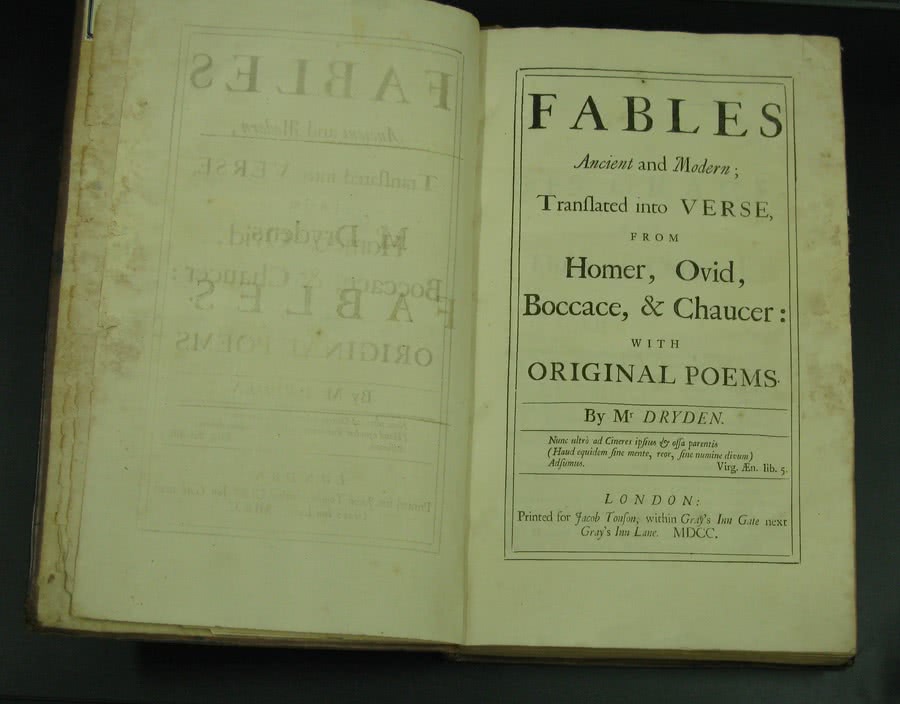 FABLES
Ancient and Modern;
Tranſlated into VERSE,
FROM
Homer, Ovid,
Boccace, & Chaucer:
WITH
ORIGINAL POEMS.
By Mr DRYDEN.
Nunc ultrò ad Cineres ipſius & oſſa parentis
(Haud equidem ſine mente, reor, ſine numine divum)
Adſumus. Virg. Æn. lib. 5.
LONDON:
Printed for Jacob Tonſon, within Gray's Inn Gate next
Gray's Inn Lane. MDCC.